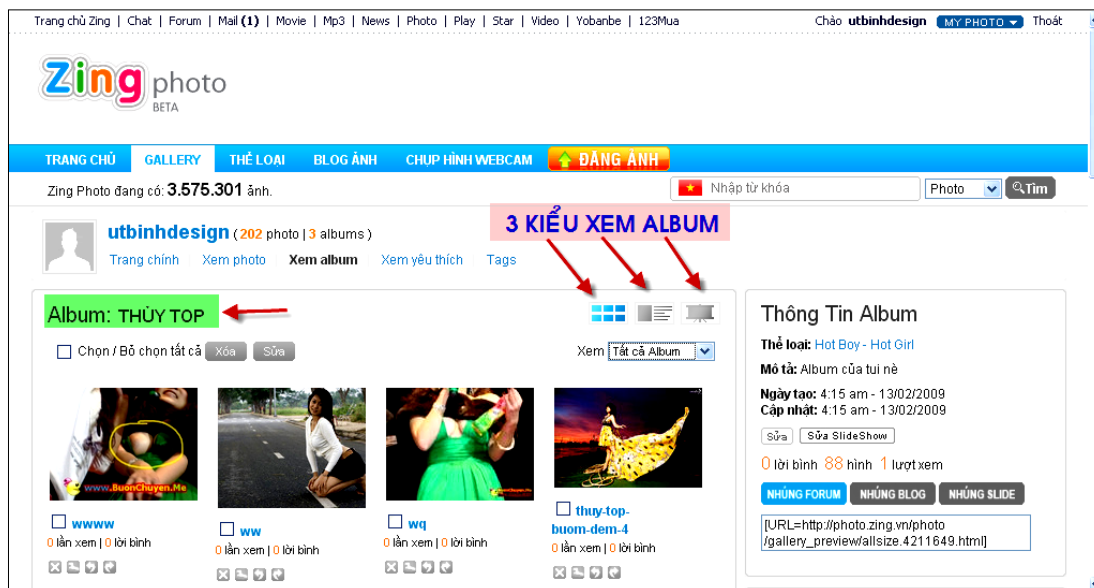 Trang chủ Zing | Chat | Forum | Mail (1) | Movie | Mp3 | News | Photo | Play | Star | Video | Yobanbe | 123Mua
Chào utbinhdesign MY PHOTO Thoát
Zing photo
BETA
TRANG CHỦ GALLERY THỂ LOẠI BLOG ẢNH CHỤP HÌNH WEBCAM ĐĂNG ẢNH
Zing Photo đang có: 3.575.301 ảnh.
Nhập từ khóa Photo Tìm
3 KIỂU XEM ALBUM
utbinhdesign (202 photo | 3 albums)
Trang chính Xem photo Xem album Xem yêu thích Tags
Album: THÙY TOP
Chọn / Bỏ chọn tất cả Xóa Sửa
Xem Tất cả Album
www.BuonChuyen.Me
wwww
0 lần xem | 0 lời bình
ww
0 lần xem | 0 lời bình
wq
0 lần xem | 0 lời bình
thuy-top-
buom-dem-4
0 lần xem | 0 lời bình
Thông Tin Album
Thể loại: Hot Boy - Hot Girl
Mô tả: Album của tui nè
Ngày tạo: 4:15 am - 13/02/2009
Cập nhật: 4:15 am - 13/02/2009
Sửa Sửa SlideShow
0 lời bình 88 hình 1 lượt xem
NHÚNG FORUM NHÚNG BLOG NHÚNG SLIDE
[URL=http://photo.zing.vn/photo
/gallery_preview/allsize.4211649.html]